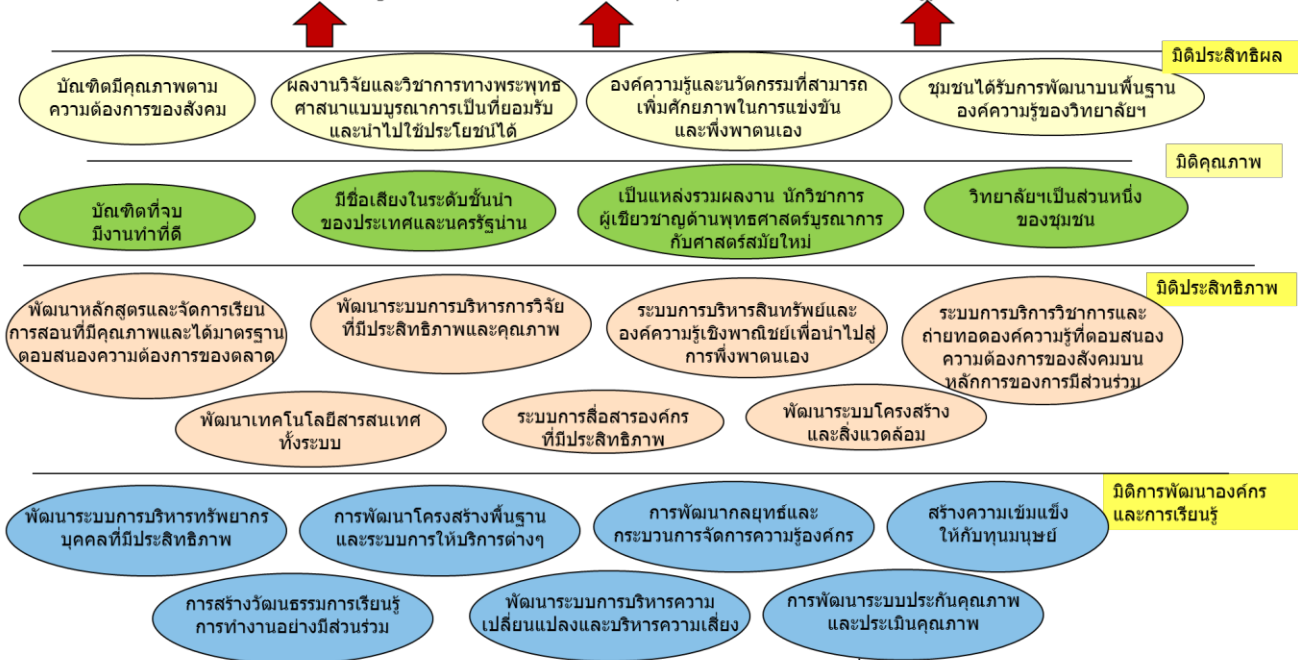 มิติประสิทธิผล
บัณฑิตมีคุณภาพตาม
ความต้องการของสังคม
ผลงานวิจัยและวิชาการทางพระพุทธ
ศาสนาแบบบูรณาการเป็นที่ยอมรับ
และนำไปใช้ประโยชน์ได้
องค์ความรู้และนวัตกรรมที่สามารถ
เพิ่มศักยภาพในการแข่งขัน
และพึ่งพาตนเอง
ชุมชนได้รับการพัฒนาบนพื้นฐาน
องค์ความรู้ของวิทยาลัยฯ
มิติคุณภาพ
บัณฑิตที่จบ
มีงานทำที่ดี
มีชื่อเสียงในระดับชั้นนำ
ของประเทศและนครรัฐน่าน
เป็นแหล่งรวมผลงาน นักวิชาการ
ผู้เชียวชาญด้านพุทธศาสตร์บูรณาการ
กับศาสตร์สมัยใหม่
วิทยาลัยฯเป็นส่วนหนึ่ง
ของชุมชน
มิติประสิทธิภาพ
พัฒนาหลักสูตรและจัดการเรียน
การสอนที่มีคุณภาพและได้มาตรฐาน
ตอบสนองความต้องการของตลาด
พัฒนาระบบการบริหารการวิจัย
ที่มีประสิทธิภาพและคุณภาพ
ระบบการบริหารสินทรัพย์และ
องค์ความรู้เชิงพาณิชย์เพื่อนำไปสู่
การพึ่งพาตนเอง
ระบบการบริการวิชาการและ
ถ่ายทอดองค์ความรู้ที่ตอบสนอง
ความต้องการของสังคมบน
หลักการของการมีส่วนร่วม
พัฒนาเทคโนโลยีสารสนเทศ
ทั้งระบบ
ระบบการสื่อสารองค์กร
ที่มีประสิทธิภาพ
พัฒนาระบบโครงสร้าง
และสิ่งแวดล้อม
มิติการพัฒนาองค์กร
และการเรียนรู้
พัฒนาระบบการบริหารทรัพยากร
บุคคลที่มีประสิทธิภาพ
การพัฒนาโครงสร้างพื้นฐาน
และระบบการให้บริการต่างๆ
การพัฒนากลยุทธ์และ
กระบวนการจัดการความรู้องค์กร
สร้างความเข้มแข็ง
ให้กับทุนมนุษย์
การสร้างวัฒนธรรมการเรียนรู้
การทำงานอย่างมีส่วนร่วม
พัฒนาระบบการบริหารความ
เปลี่ยนแปลงและบริหารความเสี่ยง
การพัฒนาระบบประกันคุณภาพ
และประเมินคุณภาพ